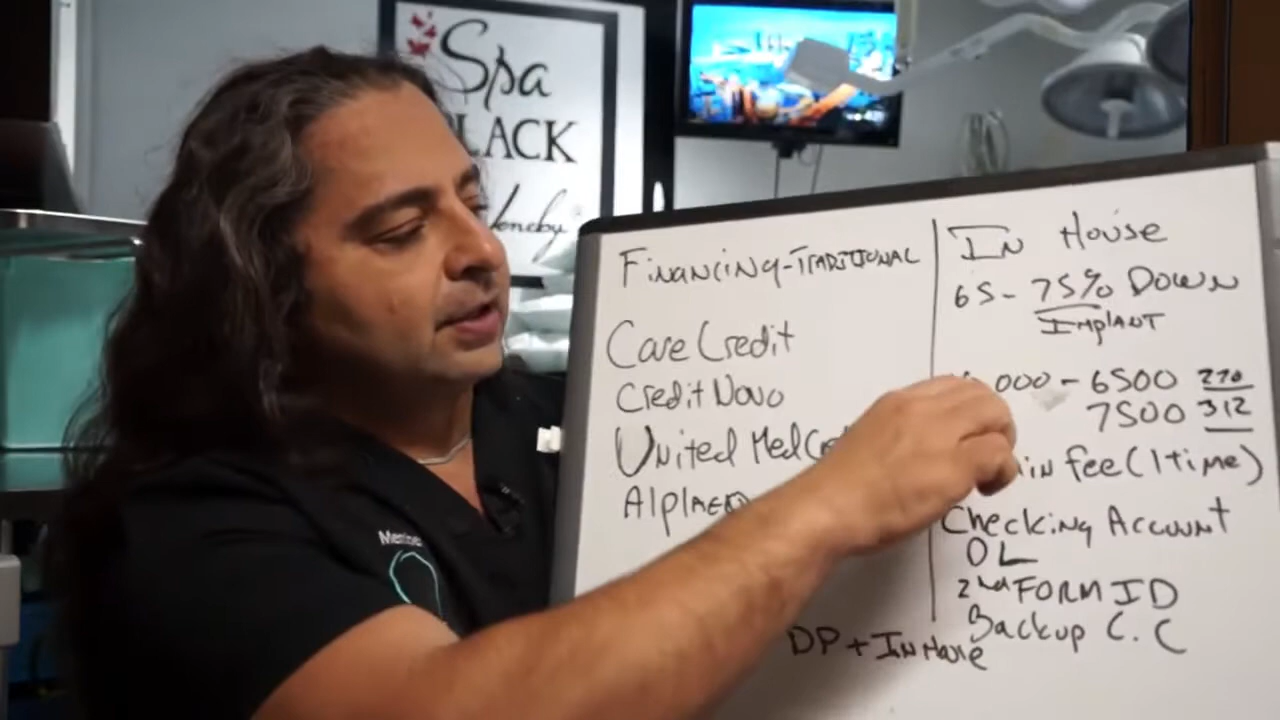 Spa
LACK
FINANCING-TRADITIONAL
Care Credit
Credit Novo
United Med
IN HOUSE
65-75% DOWN
IMPLANT
000-6500 270
7500 312
fee (1 time)
Checking Account
DL
2nd FORM ID
Backup C.C
DP + IN House